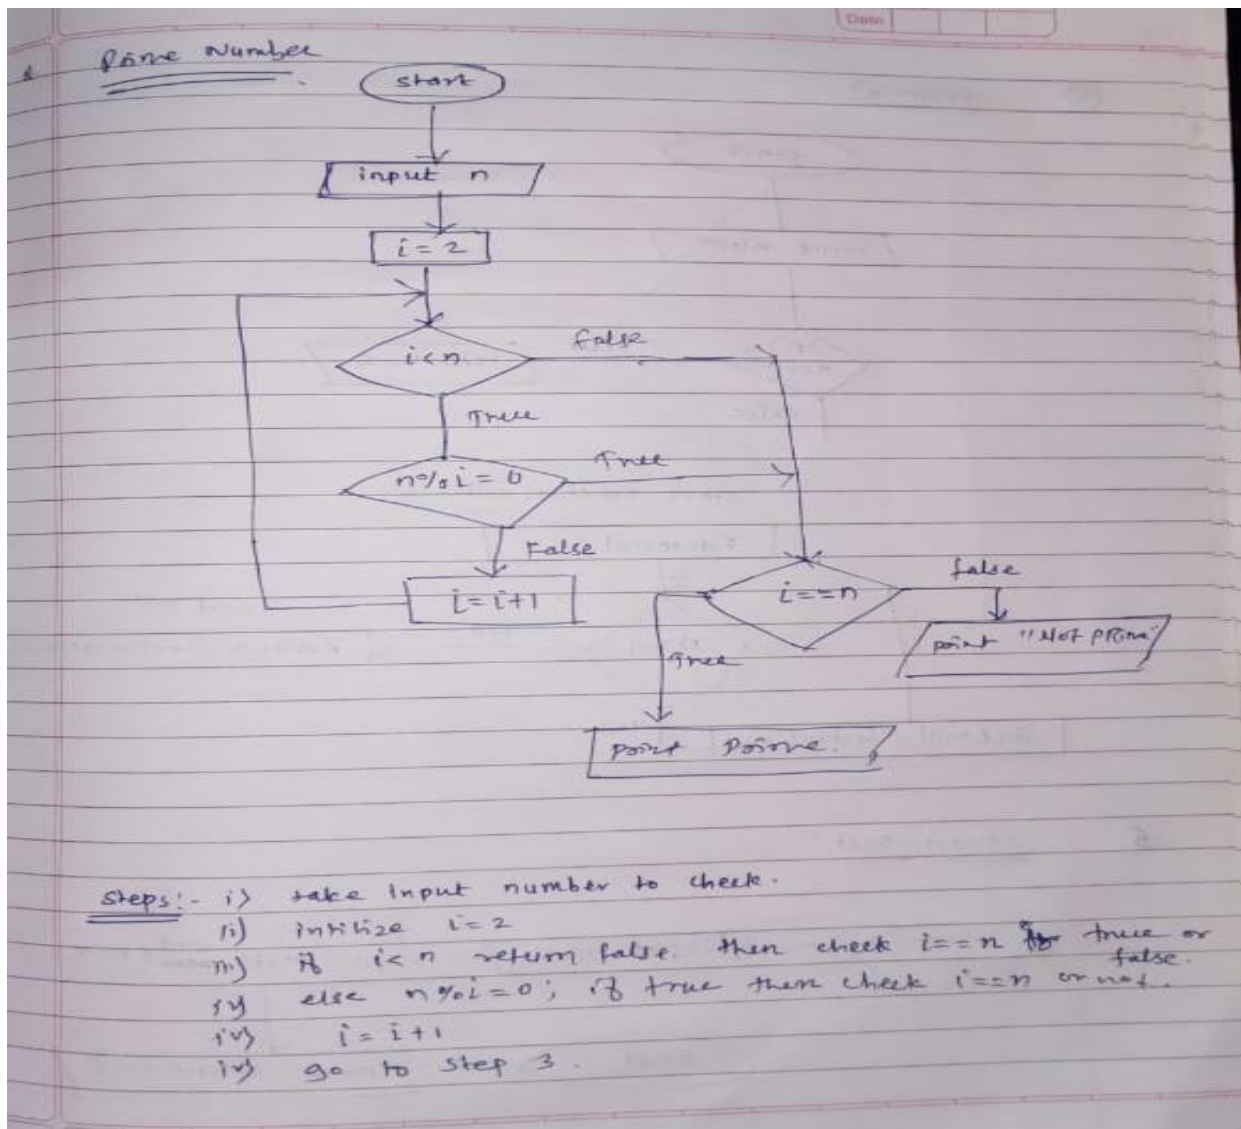 Date
Prime Number
start
input n
i = 2
i < n
false
True
n % i = 0
True
False
i = i+1
i==n
false
print "Not Prime"
True
print Prime.
Steps:- i) take input number to check.
ii) initilize i=2
iii) if i<n return false. then check i==n true or false.
iv) else n%i=0; if true then check i==n or not.
iv) i = i+1
iv) go to step 3.